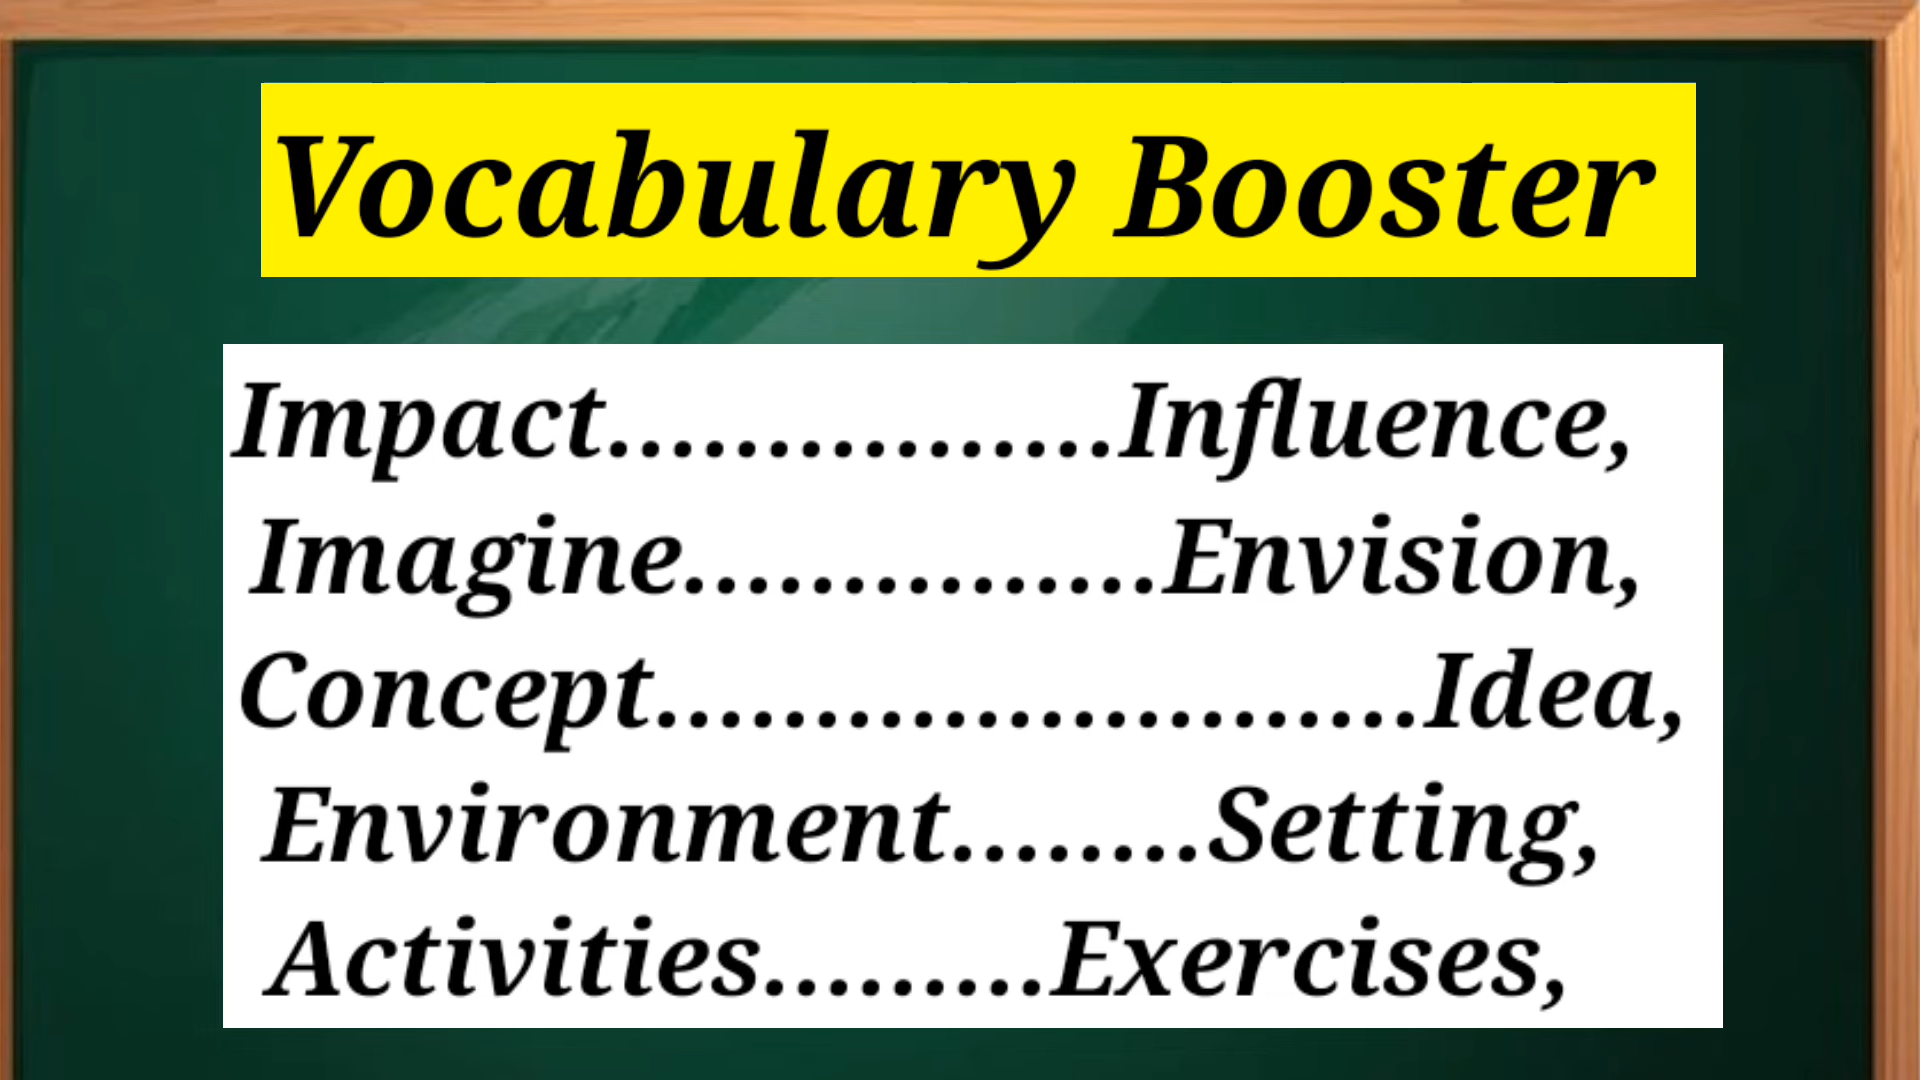 Vocabulary Booster
Impact................Influence,
Imagine...............Envision,
Concept........................Idea,
Environment........Setting,
Activities.........Exercises,